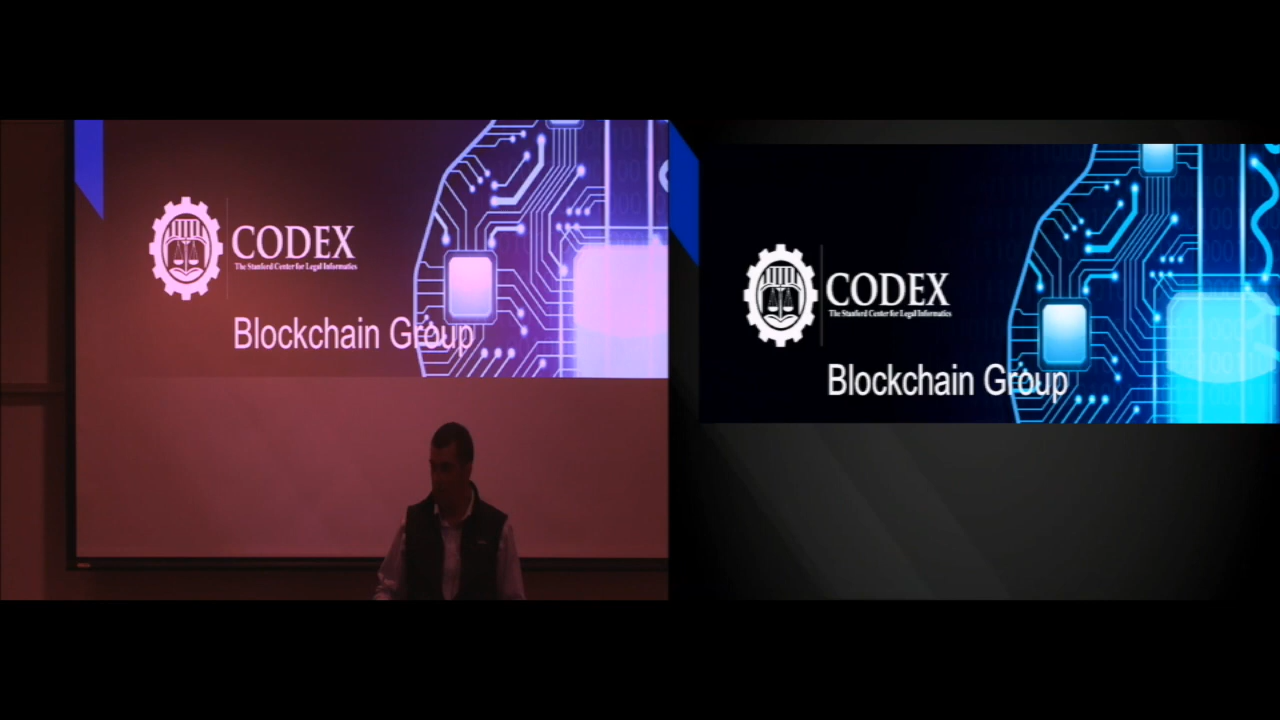 CODEX
The Stanford Center for Legal Informatics
Blockchain Group
CODEX
The Stanford Center for Legal Informatics
Blockchain Group